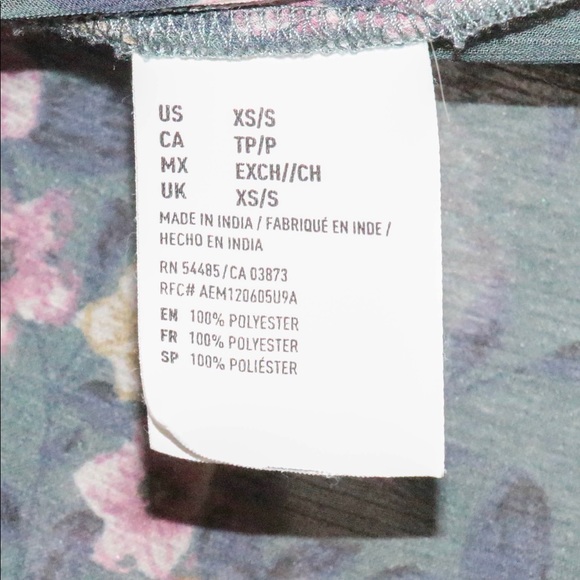 US XS/S
CA TP/P
MX EXCH//CH
UK XS/S
MADE IN INDIA / FABRIQUÉ EN INDE /
HECHO EN INDIA
RN 54485 / CA 03873
RFC# AEM120605U9A
EN 100% POLYESTER
FR 100% POLYESTER
SP 100% POLIÉSTER